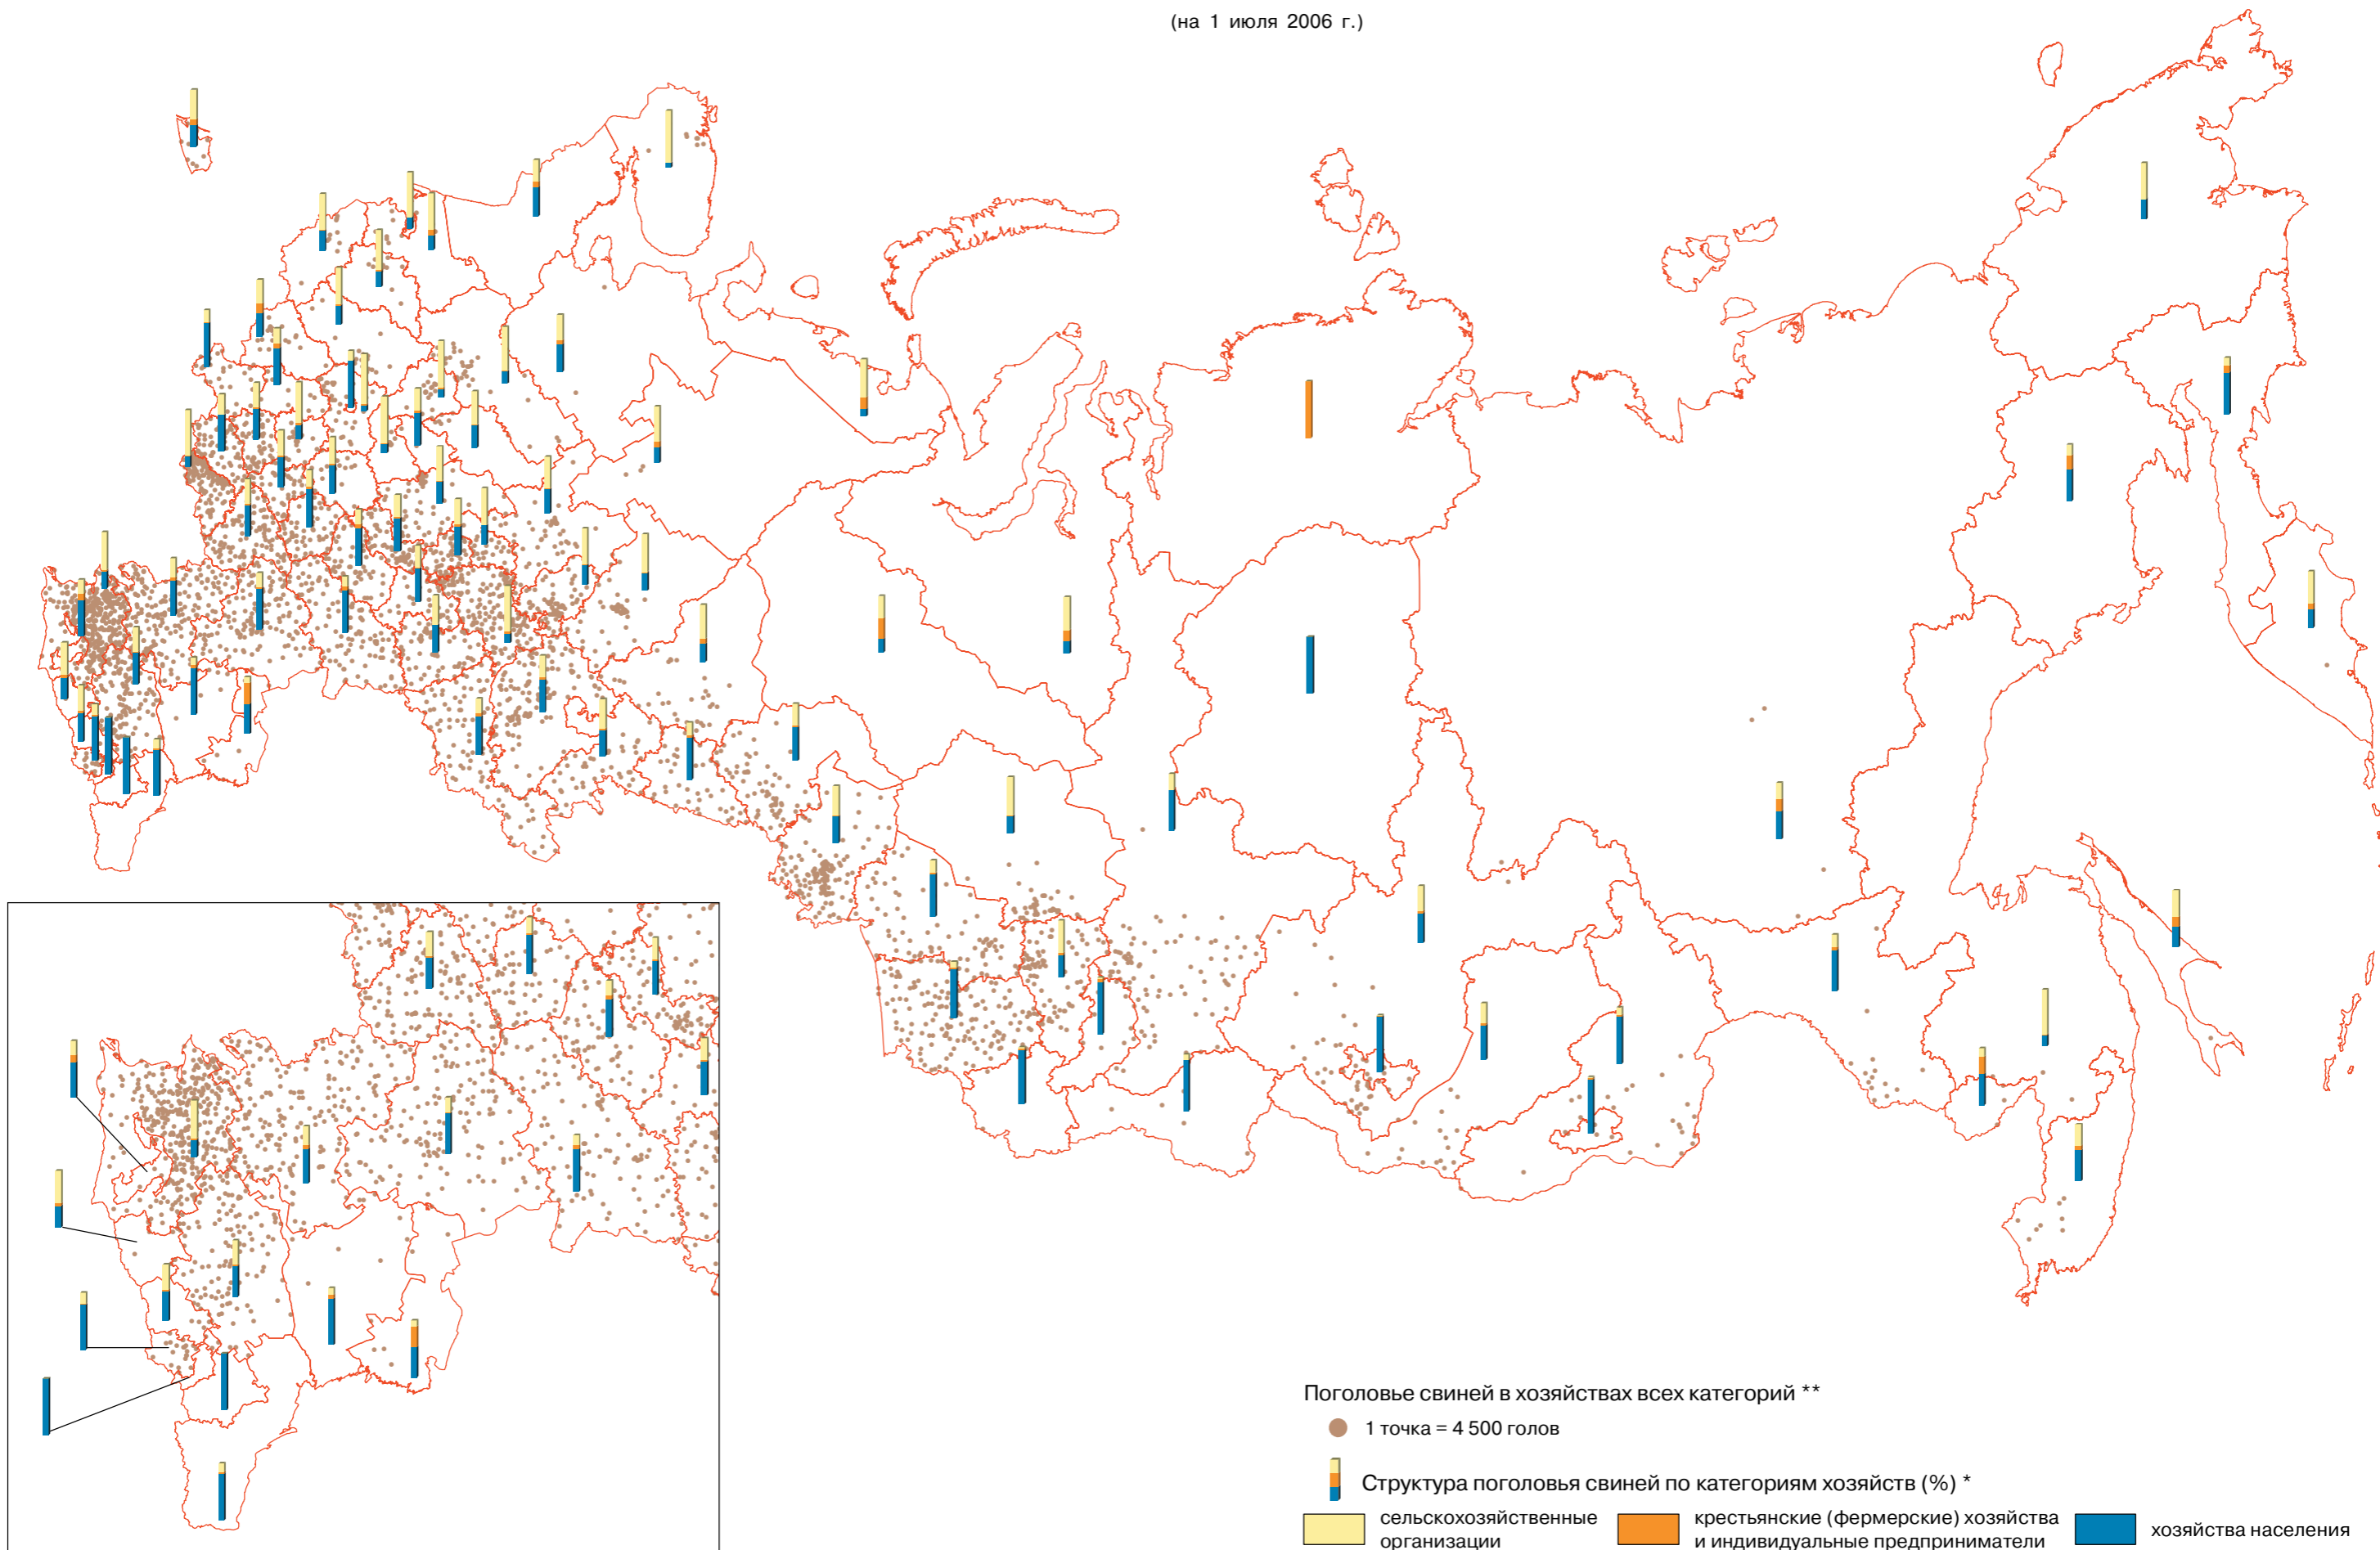 (на 1 июля 2006 г.)
Поголовье свиней в хозяйствах всех категорий **
1 точка = 4 500 голов
Структура поголовья свиней по категориям хозяйств (%) *
сельскохозяйственные
организации
крестьянские (фермерские) хозяйства
и индивидуальные предприниматели
хозяйства населения